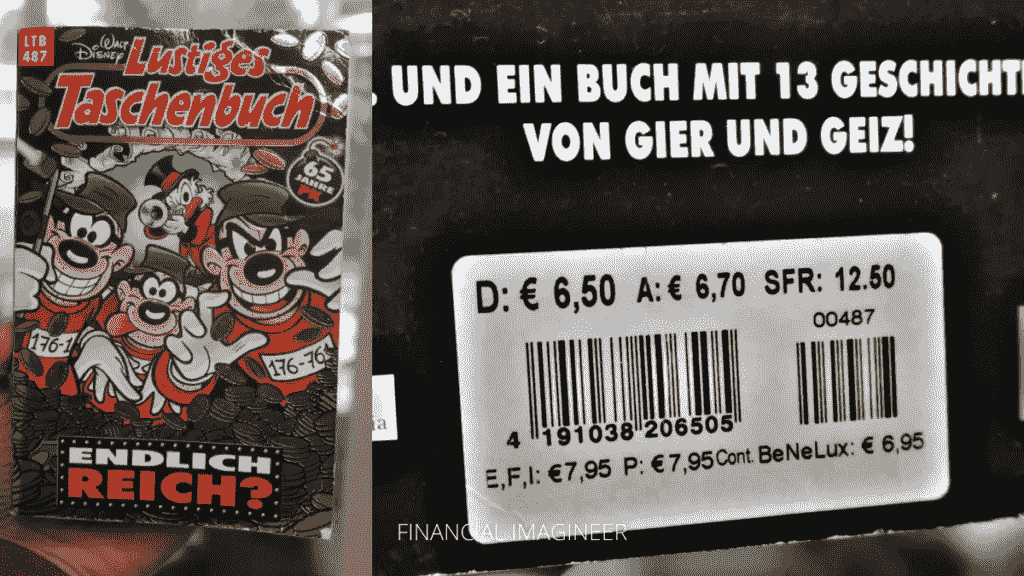 LTB
487
WALT
DISNEY
Lustiges
Taschenbuch
65
JAHRE
176-1
176-761
ENDLICH
REICH?
UND EIN BUCH MIT 13 GESCHICHT
VON GIER UND GEIZ!
D: € 6,50 A: € 6,70 SFR: 12.50
00487
4 191038 206505
E,F,I: €7,95 P: €7,95 Cont. BeNeLux: € 6,95
FINANCIAL IMAGINEER